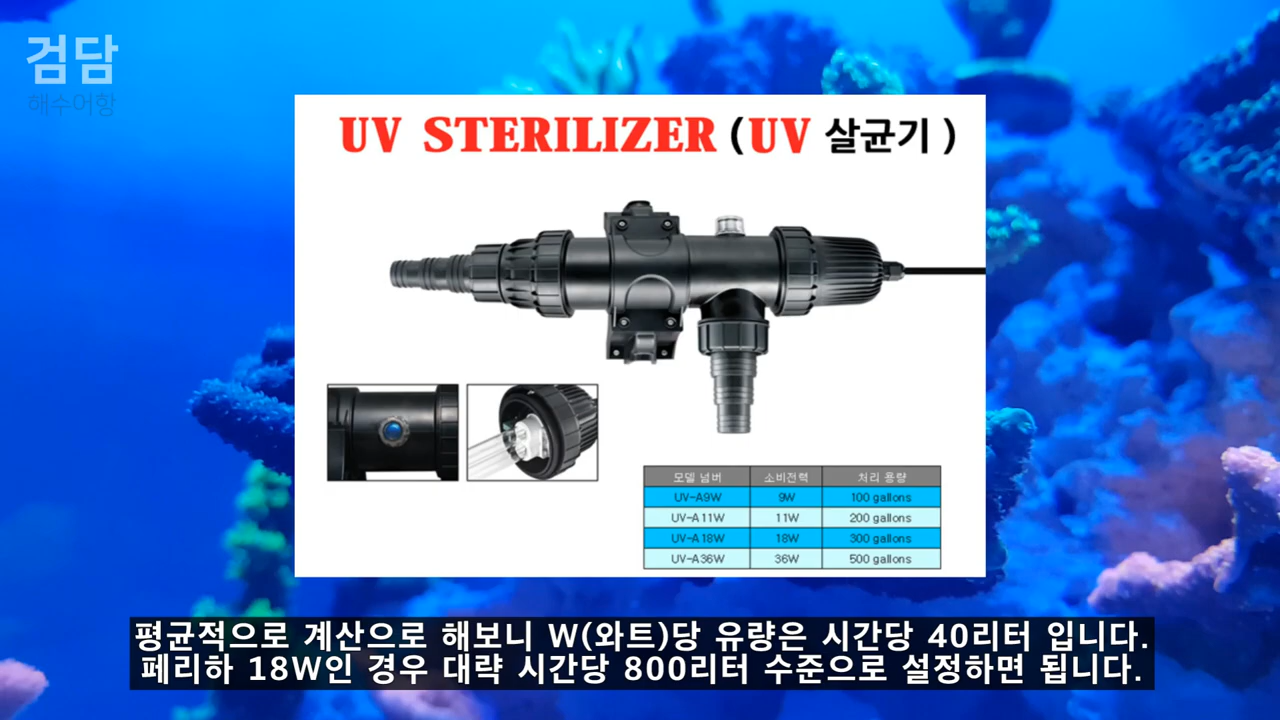 검담
해수어항
UV STERILIZER (UV 살균기 )
모델 넘버 소비전력 처리 용량
UV-A9W 9W 100 gallons
UV-A11W 11W 200 gallons
UV-A18W 18W 300 gallons
UV-A36W 36W 500 gallons
평균적으로 계산으로 해보니 W(와트)당 유량은 시간당 40리터 입니다.
페리하 18W인 경우 대략 시간당 800리터 수준으로 설정하면 됩니다.